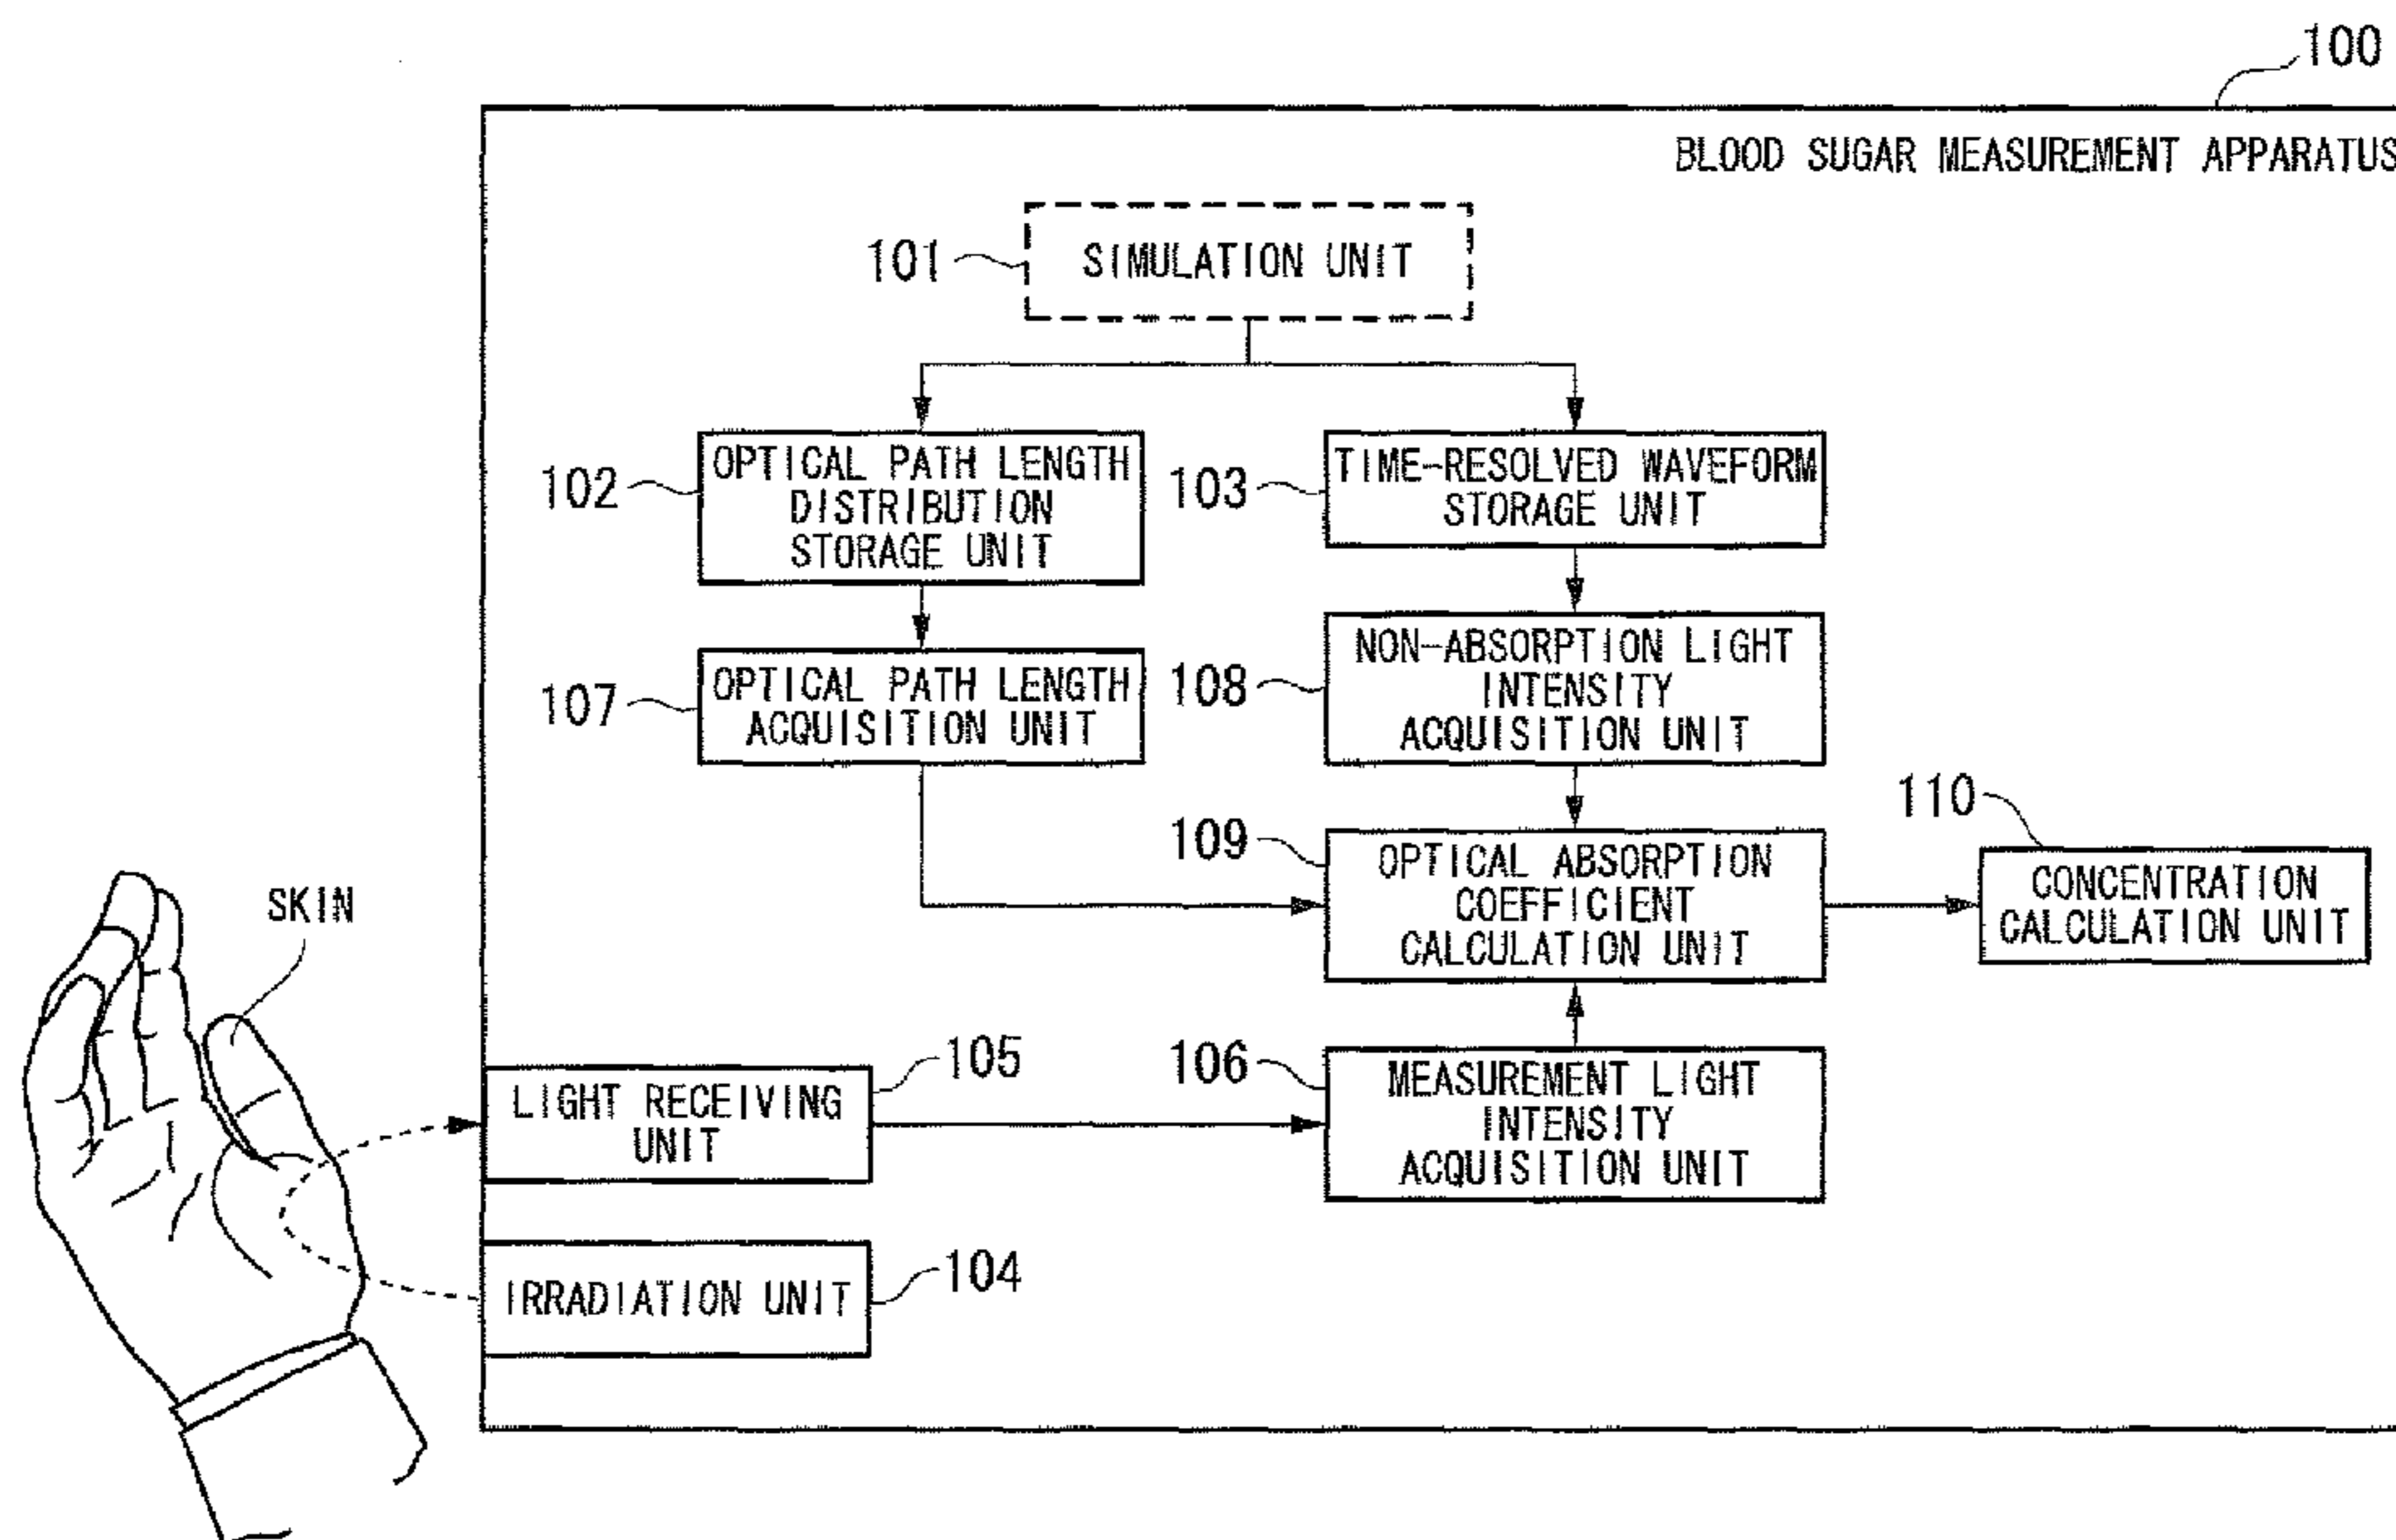 100
BLOOD SUGAR MEASUREMENT APPARATUS
101
SIMULATION UNIT
102
OPTICAL PATH LENGTH
DISTRIBUTION
STORAGE UNIT
103
TIME-RESOLVED WAVEFORM
STORAGE UNIT
107
OPTICAL PATH LENGTH
ACQUISITION UNIT
108
NON-ABSORPTION LIGHT
INTENSITY
ACQUISITION UNIT
109
OPTICAL ABSORPTION
COEFFICIENT
CALCULATION UNIT
110
CONCENTRATION
CALCULATION UNIT
SKIN
105
LIGHT RECEIVING
UNIT
106
MEASUREMENT LIGHT
INTENSITY
ACQUISITION UNIT
104
IRRADIATION UNIT